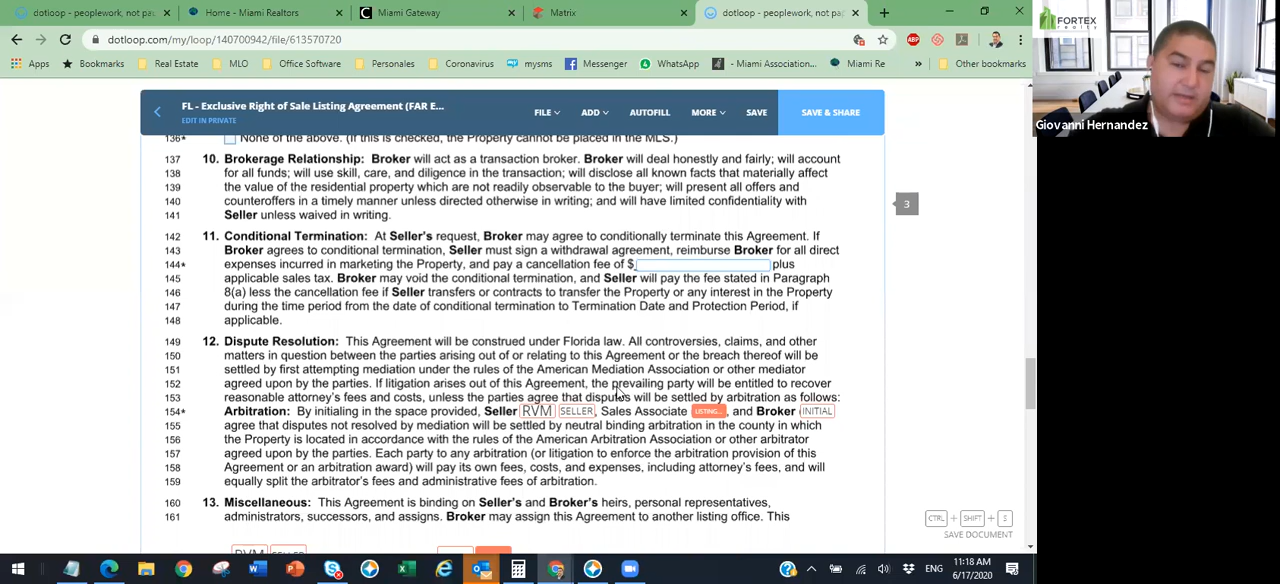 dotloop - peoplework, not pa
Home - Miami Realtors
Miami Gateway
Matrix
dotloop - peoplework, not pap
dotloop.com/my/loop/140700942/file/613570720
Apps
Bookmarks
Real Estate
MLO
Office Software
Personales
Coronavirus
mysms
Messenger
WhatsApp
- Miami Association...
Miami Re
Other bookmarks
FORTEX
realty
Giovanni Hernandez
FL - Exclusive Right of Sale Listing Agreement (FAR E...
EDIT IN PRIVATE
FILE
ADD
AUTOFILL
MORE
SAVE
SAVE & SHARE
136* None of the above. (If this is checked, the Property cannot be placed in the MLS.)
137 10. Brokerage Relationship: Broker will act as a transaction broker. Broker will deal honestly and fairly; will account
138 for all funds; will use skill, care, and diligence in the transaction; will disclose all known facts that materially affect
139 the value of the residential property which are not readily observable to the buyer; will present all offers and
140 counteroffers in a timely manner unless directed otherwise in writing; and will have limited confidentiality with
141 Seller unless waived in writing.
3
142 11. Conditional Termination: At Seller's request, Broker may agree to conditionally terminate this Agreement. If
143 Broker agrees to conditional termination, Seller must sign a withdrawal agreement, reimburse Broker for all direct
144* expenses incurred in marketing the Property, and pay a cancellation fee of $ plus
145 applicable sales tax. Broker may void the conditional termination, and Seller will pay the fee stated in Paragraph
146 8(a) less the cancellation fee if Seller transfers or contracts to transfer the Property or any interest in the Property
147 during the time period from the date of conditional termination to Termination Date and Protection Period, if
148 applicable.
149 12. Dispute Resolution: This Agreement will be construed under Florida law. All controversies, claims, and other
150 matters in question between the parties arising out of or relating to this Agreement or the breach thereof will be
151 settled by first attempting mediation under the rules of the American Mediation Association or other mediator
152 agreed upon by the parties. If litigation arises out of this Agreement, the prevailing party will be entitled to recover
153 reasonable attorney's fees and costs, unless the parties agree that disputes will be settled by arbitration as follows:
154* Arbitration: By initialing in the space provided, Seller RVM SELLER, Sales Associate LISTING... , and Broker INITIAL
155 agree that disputes not resolved by mediation will be settled by neutral binding arbitration in the county in which
156 the Property is located in accordance with the rules of the American Arbitration Association or other arbitrator
157 agreed upon by the parties. Each party to any arbitration (or litigation to enforce the arbitration provision of this
158 Agreement or an arbitration award) will pay its own fees, costs, and expenses, including attorney's fees, and will
159 equally split the arbitrator's fees and administrative fees of arbitration.
160 13. Miscellaneous: This Agreement is binding on Seller's and Broker's heirs, personal representatives,
161 administrators, successors, and assigns. Broker may assign this Agreement to another listing office. This
CTRL + SHIFT + S
SAVE DOCUMENT
RVM SELLER
ENG
11:18 AM
6/17/2020